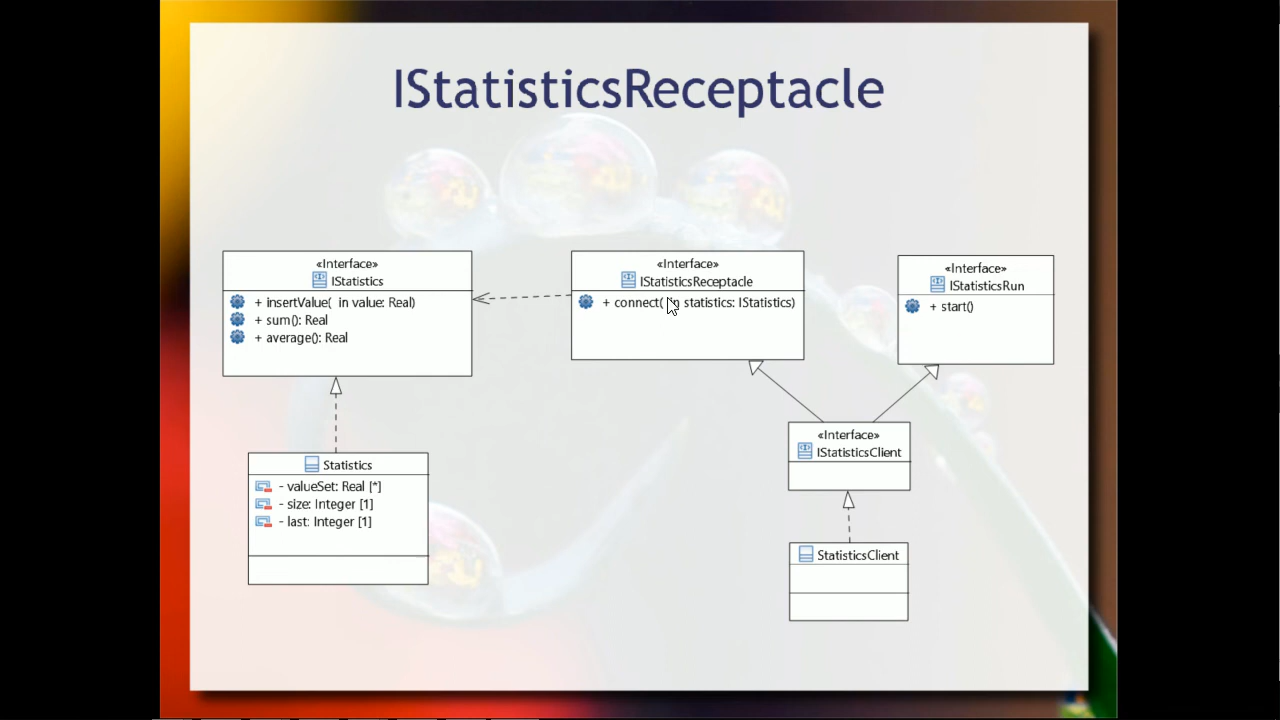 IStatisticsReceptacle
«Interface»
IStatistics
+ insertValue( in value: Real)
+ sum(): Real
+ average(): Real
«Interface»
IStatisticsReceptacle
+ connect( in statistics: IStatistics)
«Interface»
IStatisticsRun
+ start()
«Interface»
IStatisticsClient
Statistics
- valueSet: Real [*]
- size: Integer [1]
- last: Integer [1]
StatisticsClient